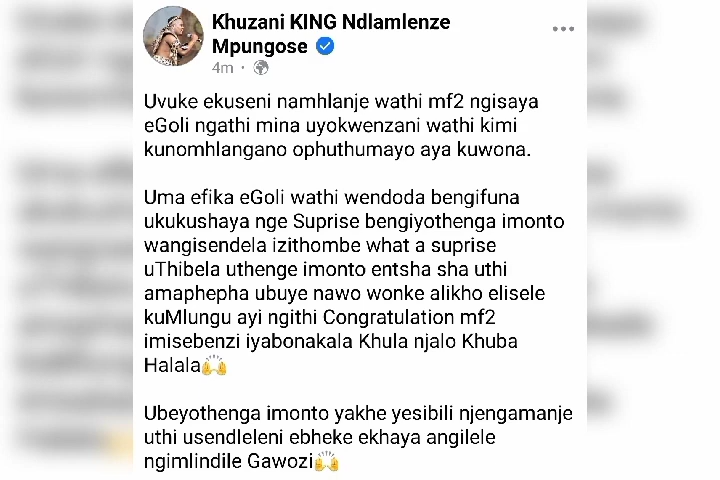 Khuzani KING Ndlamlenze
Mpungose
4m ·
Uvuke ekuseni namhlanje wathi mf2 ngisaya
eGoli ngathi mina uyokwenzani wathi kimi
kunomhlangano ophuthumayo aya kuwona.
Uma efika eGoli wathi wendoda bengifuna
ukukushaya nge Suprise bengiyothenga imonto
wangisendela izithombe what a suprise
uThibela uthenge imonto entsha sha uthi
amaphepha ubuye nawo wonke alikho elisele
kuMlungu ayi ngithi Congratulation mf2
imisebenzi iyabonakala Khula njalo Khuba
Halala🙌
Ubeyothenga imonto yakhe yesibili njengamanje
uthi usendleleni ebheke ekhaya angilele
ngimlindile Gawozi🙌